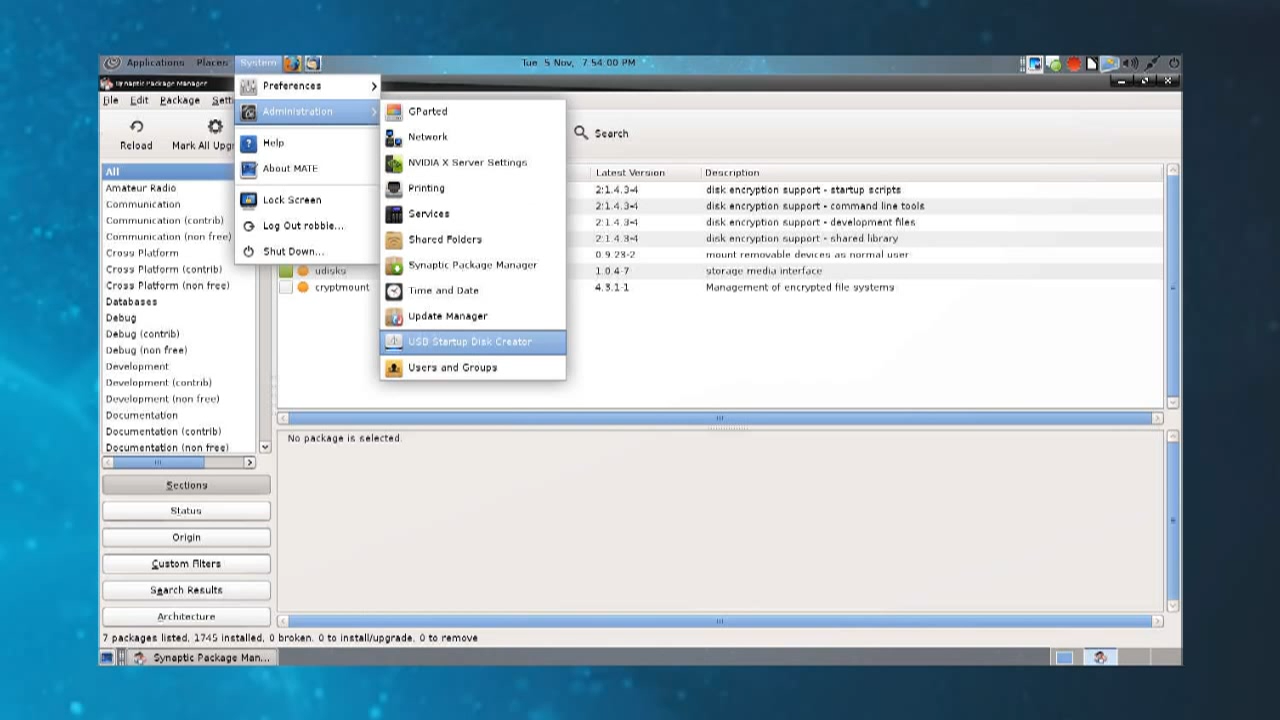 Applications Places System Tue 5 Nov, 7 54:00 PM
Synaptic Package Manager
File Edit Package Setti
Preferences
Administration
Help
About MATE
Lock Screen
Log Out robbie...
Shut Down...
GParted
Network
NVIDIA X Server Settings
Printing
Services
Shared Folders
Synaptic Package Manager
Time and Date
Update Manager
USB Startup Disk Creator
Users and Groups
Reload Mark All Upgr Search
All
Amateur Radio
Communication
Communication (contrib)
Communication (non free)
Cross Platform
Cross Platform (contrib)
Cross Platform (non free)
Databases
Debug
Debug (contrib)
Debug (non free)
Development
Development (contrib)
Development (non free)
Documentation
Documentation (contrib)
Documentation (non free)
Latest Version Description
2:1.4.3-4 disk encryption support - startup scripts
2:1.4.3-4 disk encryption support - command line tools
2:1.4.3-4 disk encryption support - development files
2:1.4.3-4 disk encryption support - shared library
0.9.23-2 mount removable devices as normal user
udisks 1.0.4-7 storage media interface
cryptmount 4.3.1-1 Management of encrypted file systems
No package is selected.
Sections
Status
Origin
Custom Filters
Search Results
Architecture
7 packages listed, 1745 installed, 0 broken. 0 to install/upgrade, 0 to remove
Synaptic Package Man...